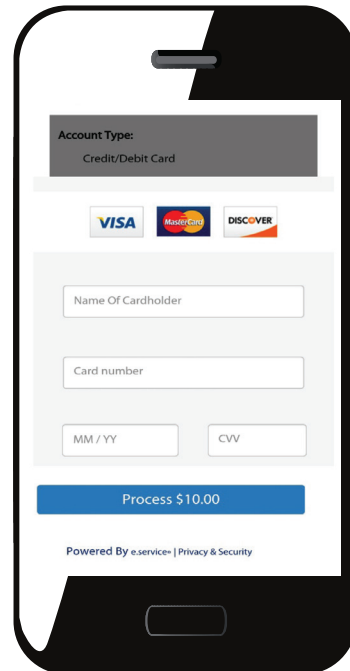 Account Type:
Credit/Debit Card
VISA MasterCard DISCOVER
Name Of Cardholder
Card number
MM / YY CVV
Process $10.00
Powered By e.service® | Privacy & Security